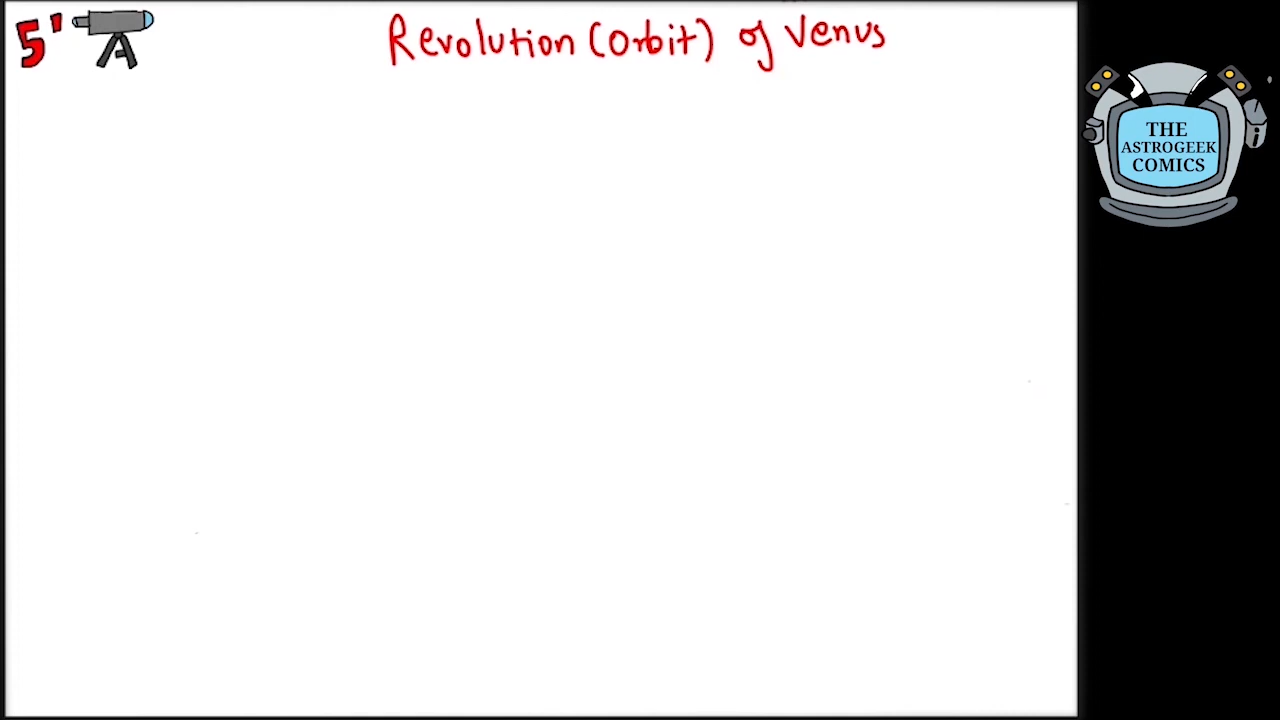 5' Revolution (Orbit) of Venus
THE
ASTROGEEK
COMICS